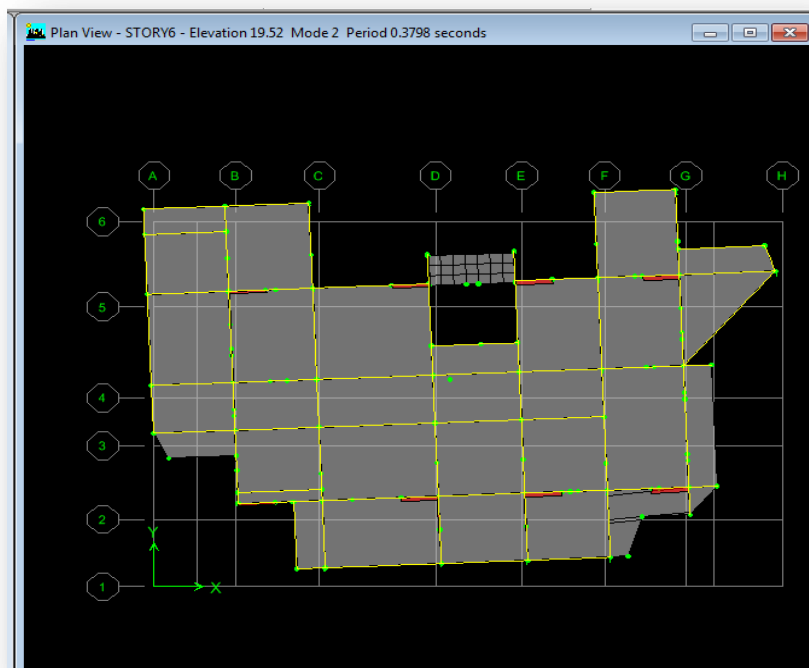 Plan View - STORY6 - Elevation 19.52 Mode 2 Period 0.3798 seconds
A B C D E F G H
6
5
4
3
2
1
Y
X